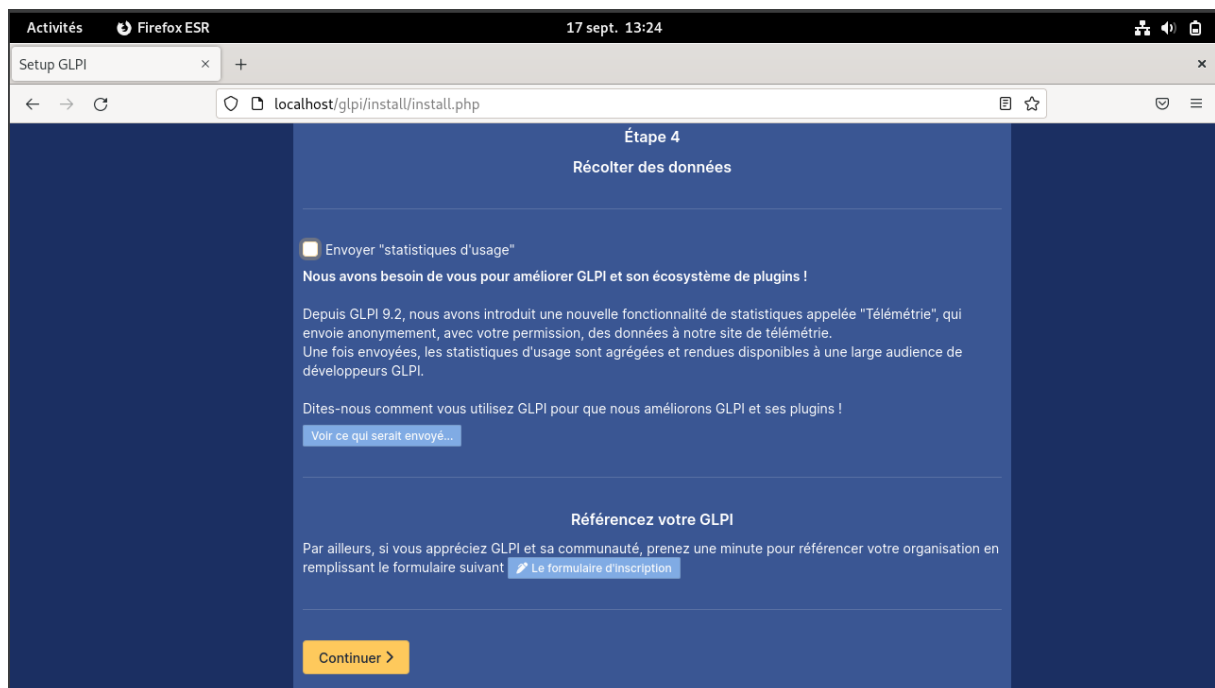 Activités Firefox ESR 17 sept. 13:24
Setup GLPI
localhost/glpi/install/install.php
Étape 4
Récolter des données
Envoyer "statistiques d'usage"
Nous avons besoin de vous pour améliorer GLPI et son écosystème de plugins !
Depuis GLPI 9.2, nous avons introduit une nouvelle fonctionnalité de statistiques appelée "Télémétrie", qui
envoie anonymement, avec votre permission, des données à notre site de télémétrie.
Une fois envoyées, les statistiques d'usage sont agrégées et rendues disponibles à une large audience de
développeurs GLPI.
Dites-nous comment vous utilisez GLPI pour que nous améliorons GLPI et ses plugins !
Voir ce qui serait envoyé...
Référencez votre GLPI
Par ailleurs, si vous appréciez GLPI et sa communauté, prenez une minute pour référencer votre organisation en
remplissant le formulaire suivant Le formulaire d'inscription
Continuer